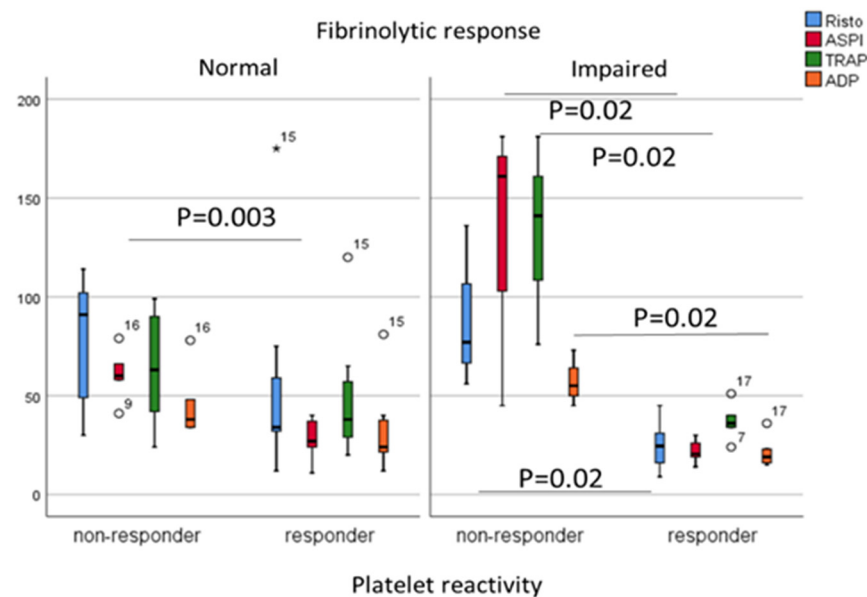 Fibrinolytic response
Normal
Impaired
Risto
ASPI
TRAP
ADP
200
150
100
50
0
15
P=0.003
16
9
16
15
15
P=0.02
P=0.02
P=0.02
17
7
17
P=0.02
non-responder
responder
non-responder
responder
Platelet reactivity